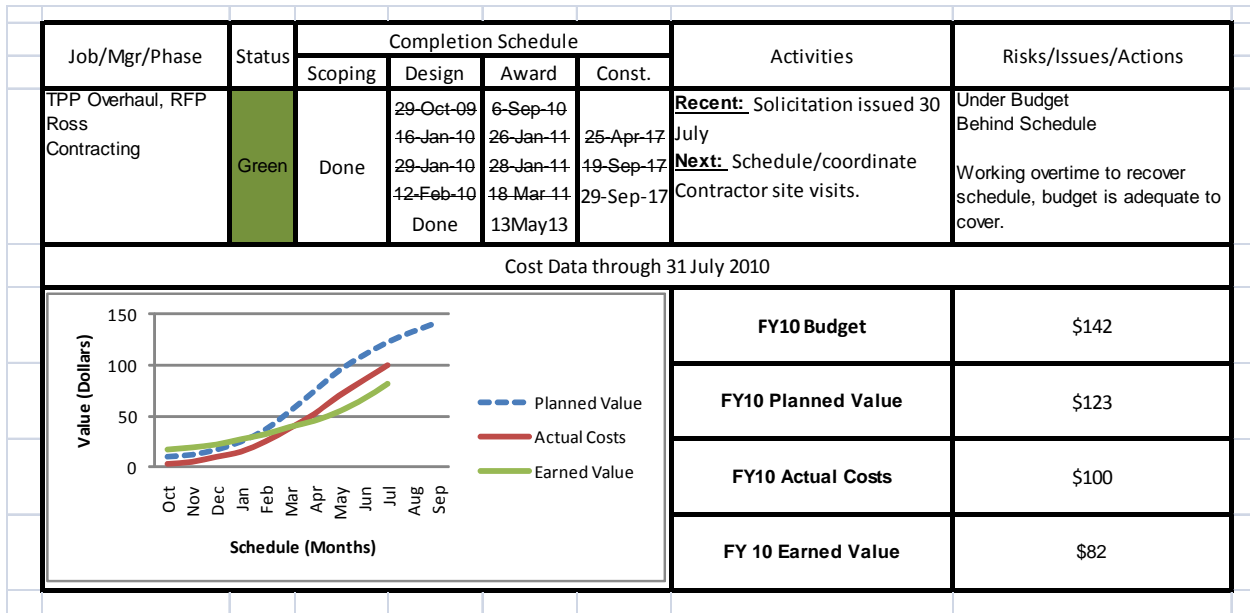 Job/Mgr/Phase
Status
Completion Schedule
Scoping
Design
Award
Const.
Activities
Risks/Issues/Actions
TPP Overhaul, RFP
Ross
Contracting
Green
Done
29-Oct-09
16-Jan-10
29-Jan-10
12-Feb-10
Done
6-Sep-10
26-Jan-11
28-Jan-11
18 Mar 11
13May13
25-Apr-17
19-Sep-17
29-Sep-17
Recent: Solicitation issued 30
July
Next: Schedule/coordinate
Contractor site visits.
Under Budget
Behind Schedule
Working overtime to recover
schedule, budget is adequate to
cover.
Cost Data through 31 July 2010
150
100
50
0
Value (Dollars)
Oct
Nov
Dec
Jan
Feb
Mar
Apr
May
Jun
Jul
Aug
Sep
Schedule (Months)
Planned Value
Actual Costs
Earned Value
FY10 Budget
$142
FY10 Planned Value
$123
FY10 Actual Costs
$100
FY 10 Earned Value
$82